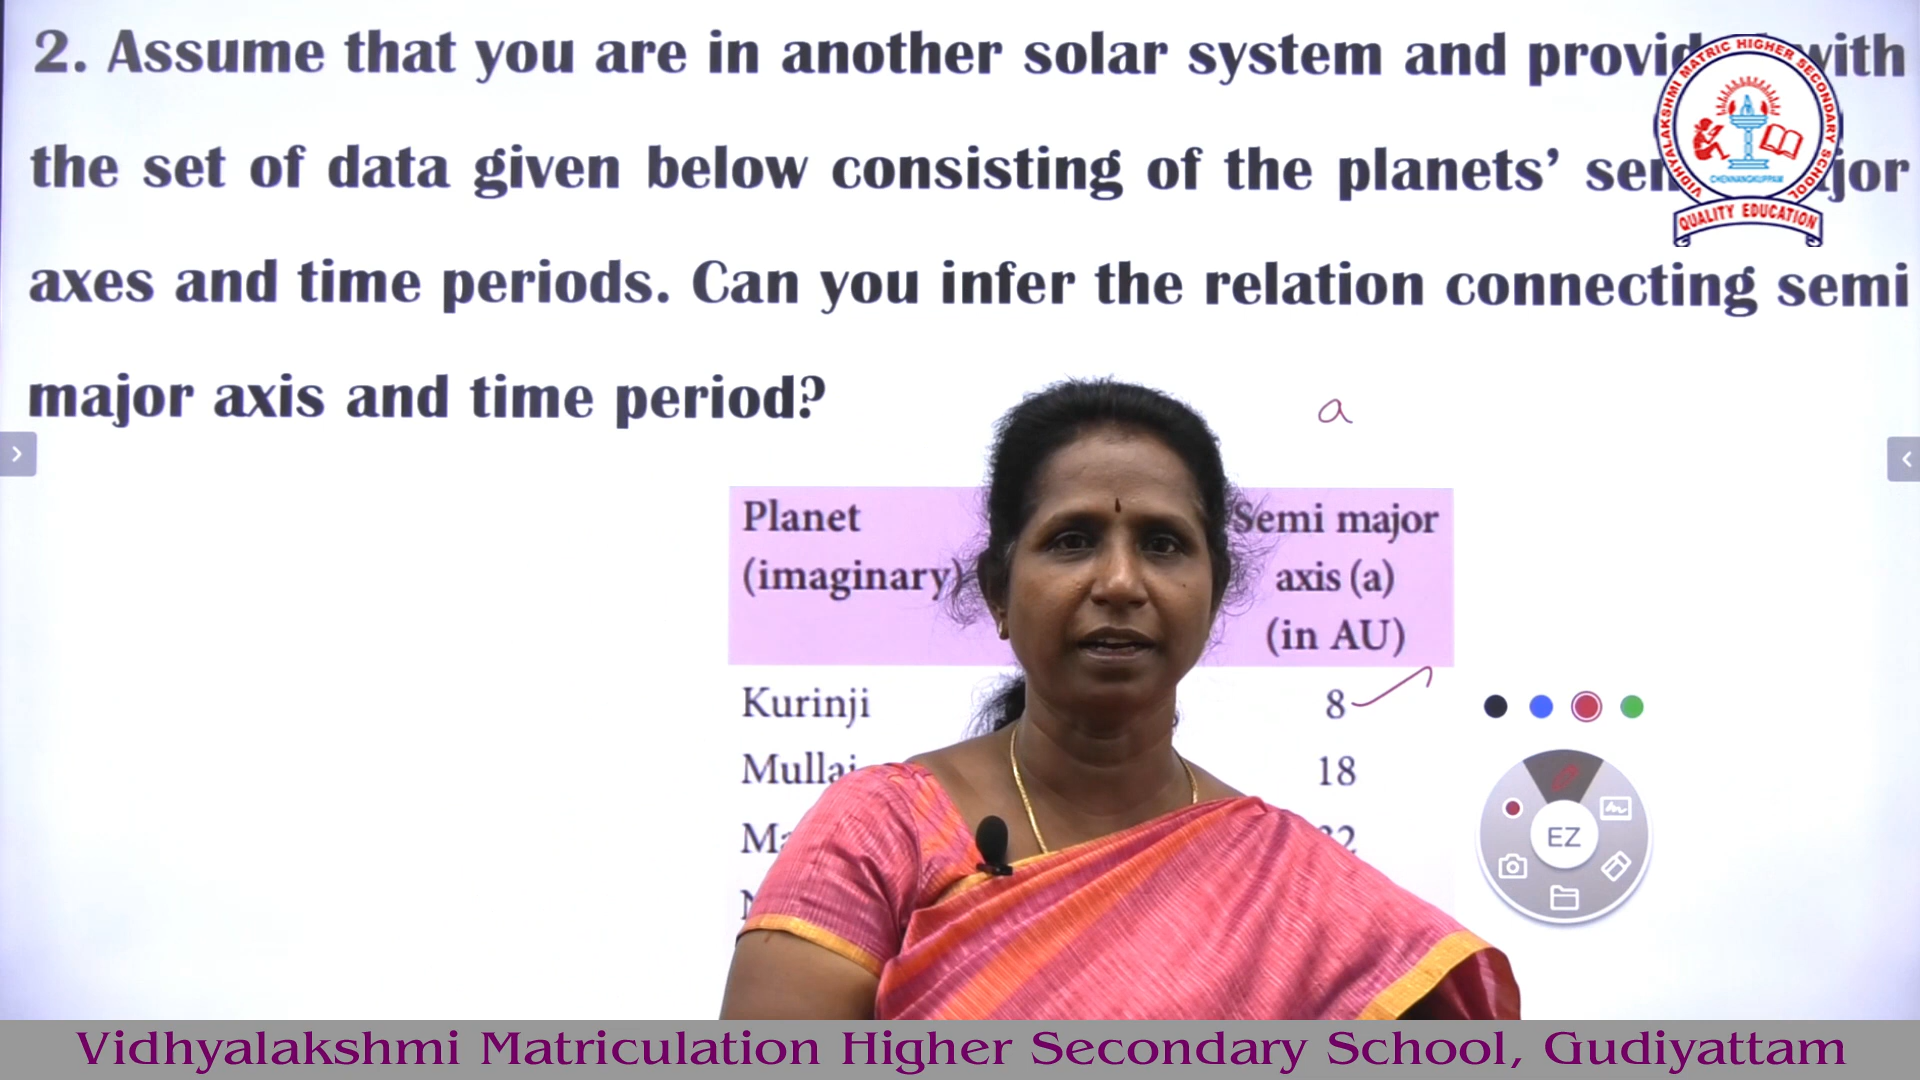 2. Assume that you are in another solar system and with
the set of data given below consisting of the planets’
axes and time periods. Can you infer the relation connecting semi
major axis and time period?
a
Planet
(imaginary)
Semi major
axis (a)
(in AU)
Kurinji 8
18
EZ
VIDHYALAKSHMI MATRIC HIGHER SECONDARY SCHOOL
CHENNANGKUPPAM
QUALITY EDUCATION
Vidhyalakshmi Matriculation Higher Secondary School, Gudiyattam